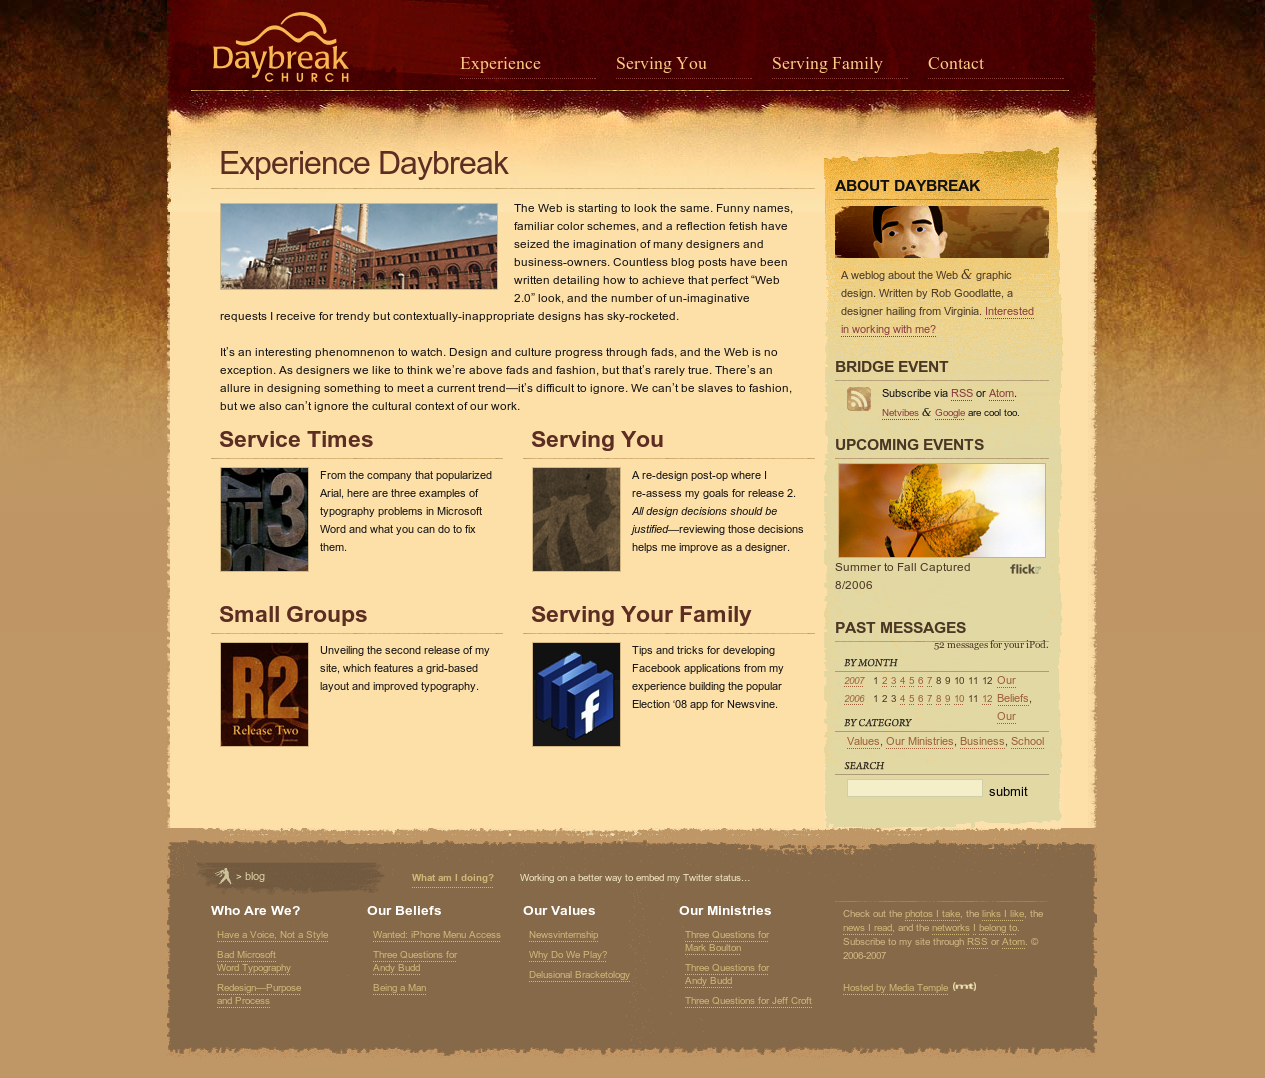 Daybreak
CHURCH
Experience
Serving You
Serving Family
Contact
Experience Daybreak
The Web is starting to look the same. Funny names,
familiar color schemes, and a reflection fetish have
seized the imagination of many designers and
business-owners. Countless blog posts have been
written detailing how to achieve that perfect “Web
2.0” look, and the number of un-imaginative
requests I receive for trendy but contextually-inappropriate designs has sky-rocketed.
It’s an interesting phenomnenon to watch. Design and culture progress through fads, and the Web is no
exception. As designers we like to think we’re above fads and fashion, but that’s rarely true. There’s an
allure in designing something to meet a current trend—it’s difficult to ignore. We can’t be slaves to fashion,
but we also can’t ignore the cultural context of our work.
Service Times
T3
From the company that popularized
Arial, here are three examples of
typography problems in Microsoft
Word and what you can do to fix
them.
Serving You
A re-design post-op where I
re-assess my goals for release 2.
All design decisions should be
justified—reviewing those decisions
helps me improve as a designer.
Small Groups
R2
Release Two
Unveiling the second release of my
site, which features a grid-based
layout and improved typography.
Serving Your Family
f
Tips and tricks for developing
Facebook applications from my
experience building the popular
Election ‘08 app for Newsvine.
ABOUT DAYBREAK
A weblog about the Web & graphic
design. Written by Rob Goodlatte, a
designer hailing from Virginia. Interested
in working with me?
BRIDGE EVENT
Subscribe via RSS or Atom.
Netvibes & Google are cool too.
UPCOMING EVENTS
Summer to Fall Captured
8/2006
flickr
PAST MESSAGES
52 messages for your iPod.
BY MONTH
2007 1 2 3 4 5 6 7 8 9 10 11 12 Our
2006 1 2 3 4 5 6 7 8 9 10 11 12 Beliefs,
Our
BY CATEGORY
Values, Our Ministries, Business, School
SEARCH
submit
> blog
What am I doing?
Working on a better way to embed my Twitter status...
Who Are We?
Have a Voice, Not a Style
Bad Microsoft
Word Typography
Redesign—Purpose
and Process
Our Beliefs
Wanted: iPhone Menu Access
Three Questions for
Andy Budd
Being a Man
Our Values
Newsvinternship
Why Do We Play?
Delusional Bracketology
Our Ministries
Three Questions for
Mark Boulton
Three Questions for
Andy Budd
Three Questions for Jeff Croft
Check out the photos I take, the links I like, the
news I read, and the networks I belong to.
Subscribe to my site through RSS or Atom. ©
2006-2007
Hosted by Media Temple (mt)